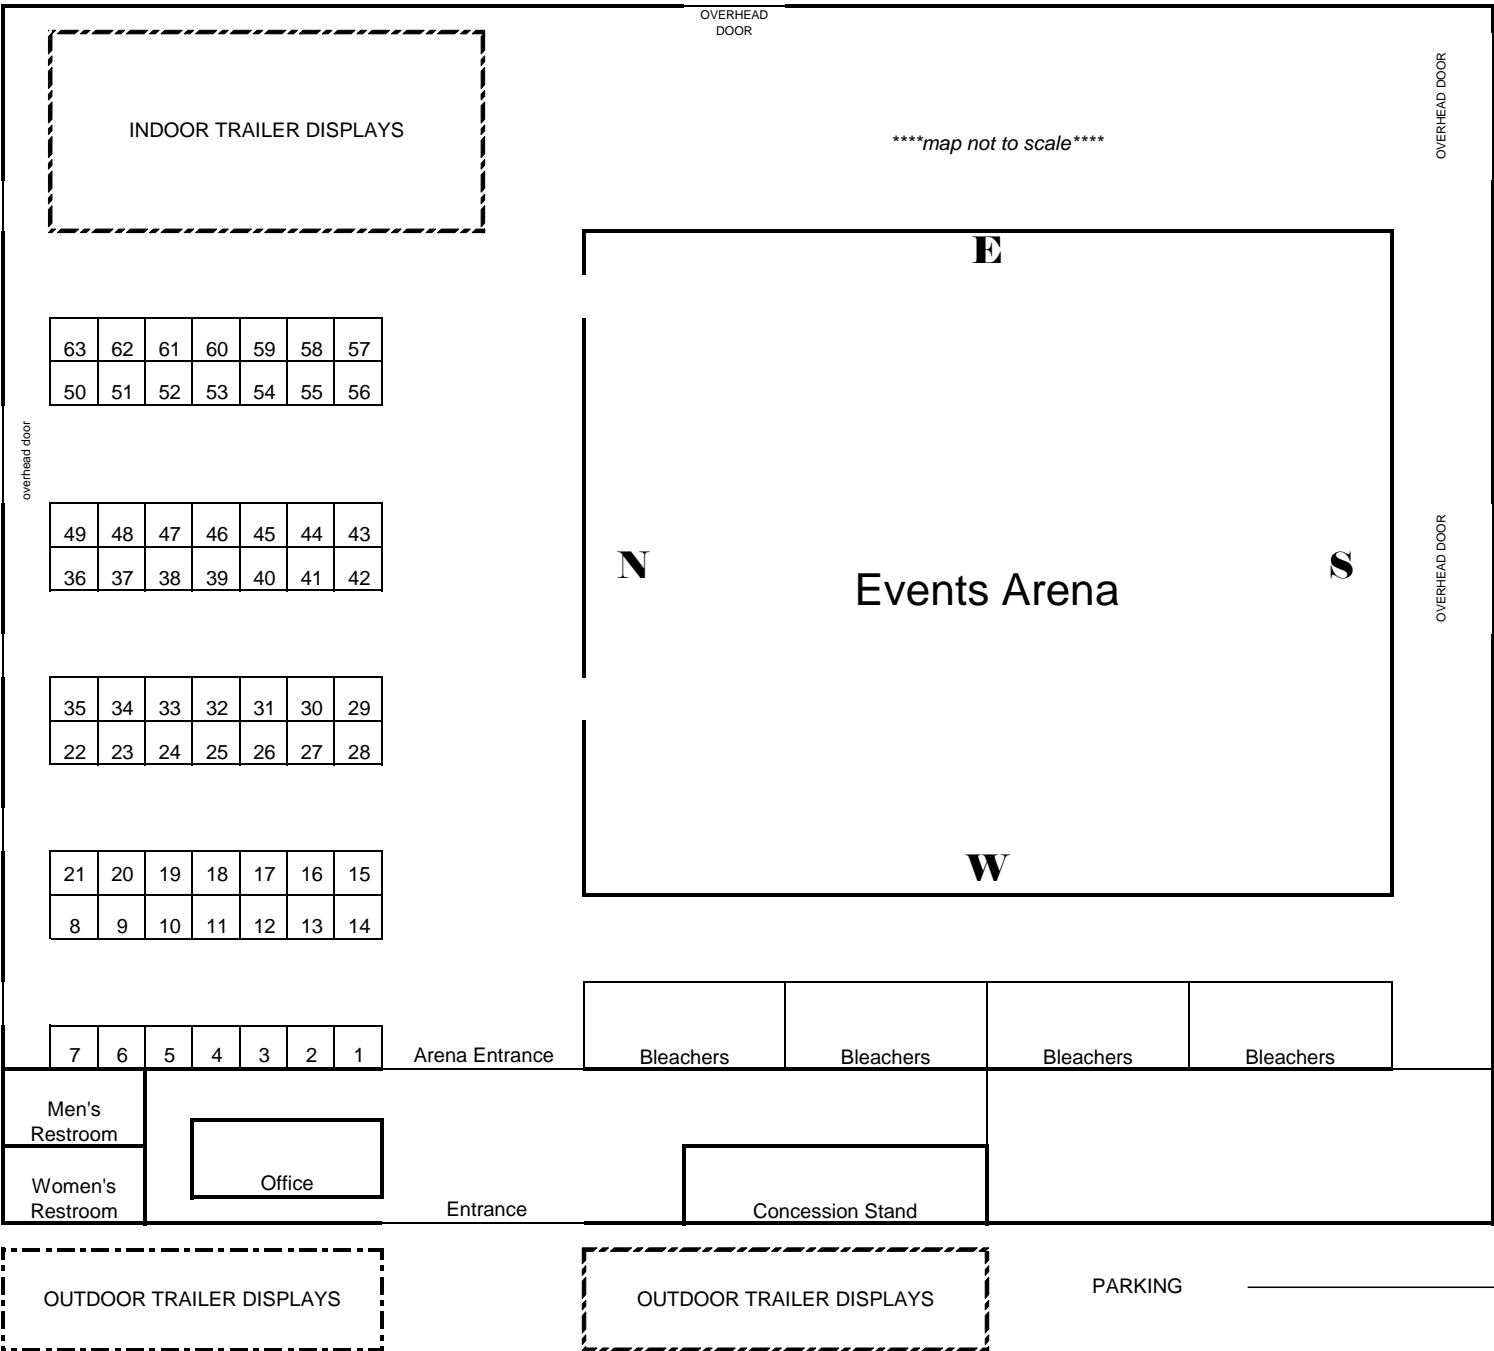 OVERHEAD
DOOR
OVERHEAD DOOR
INDOOR TRAILER DISPLAYS
****map not to scale****
E
63 62 61 60 59 58 57
50 51 52 53 54 55 56
overhead door
49 48 47 46 45 44 43
36 37 38 39 40 41 42
N
S
Events Arena
OVERHEAD DOOR
35 34 33 32 31 30 29
22 23 24 25 26 27 28
21 20 19 18 17 16 15
8 9 10 11 12 13 14
W
7 6 5 4 3 2 1
Arena Entrance
Bleachers
Bleachers
Bleachers
Bleachers
Men's
Restroom
Women's
Restroom
Office
Entrance
Concession Stand
OUTDOOR TRAILER DISPLAYS
OUTDOOR TRAILER DISPLAYS
PARKING